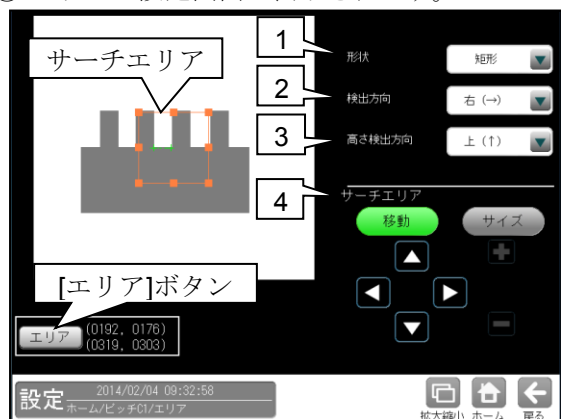 1
サーチエリア
形状
矩形
2
検出方向
右 (→)
3
高さ検出方向
上 (↑)
4
サーチエリア
移動
サイズ
[エリア]ボタン
エリア
(0192, 0176)
(0319, 0303)
設定
2014/02/04 09:32:58
ホーム/ピッチC1/エリア
拡大縮小
ホーム
戻る